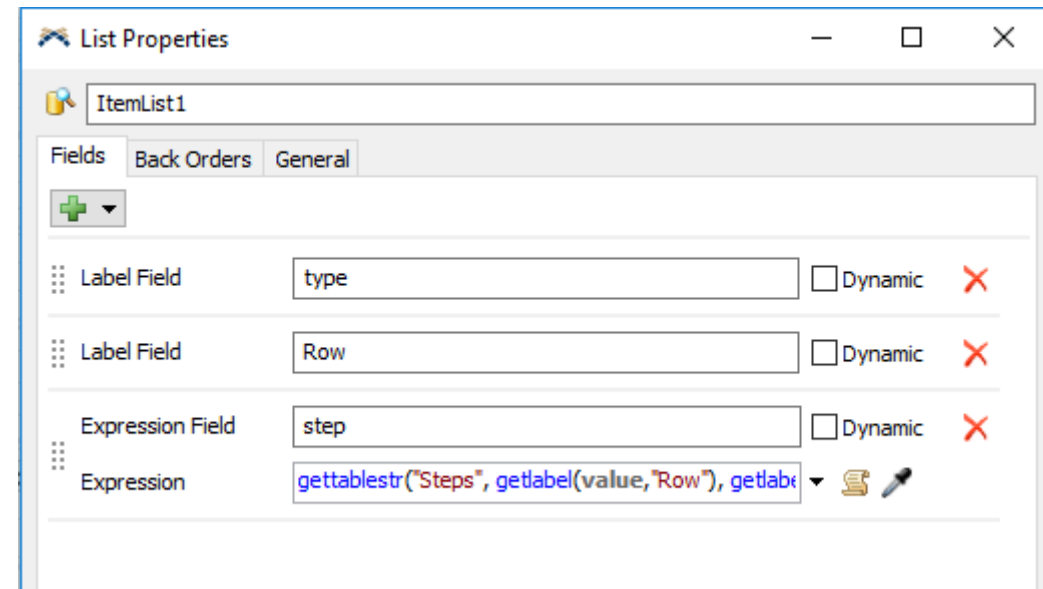 List Properties
ItemList1
Fields Back Orders General
Label Field type Dynamic
Label Field Row Dynamic
Expression Field step Dynamic
Expression gettablestr("Steps", getlabel(value,"Row"), getlabe